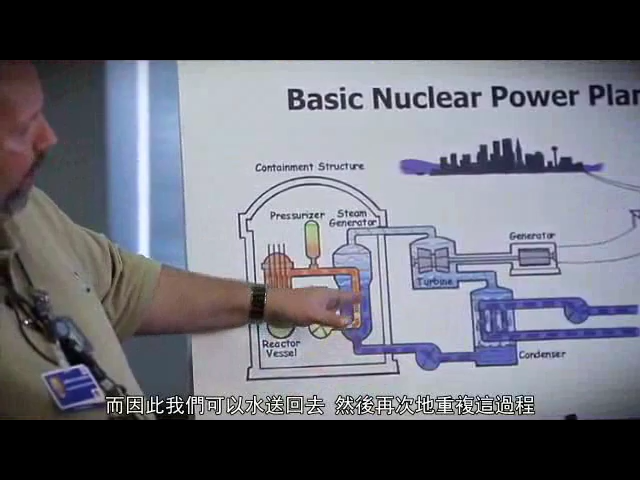 Basic Nuclear Power Plan
Containment Structure
Pressurizer
Steam
Generator
Generator
Turbine
Reactor
Vessel
Condenser
而因此我們可以水送回去 然後再次地重複這過程